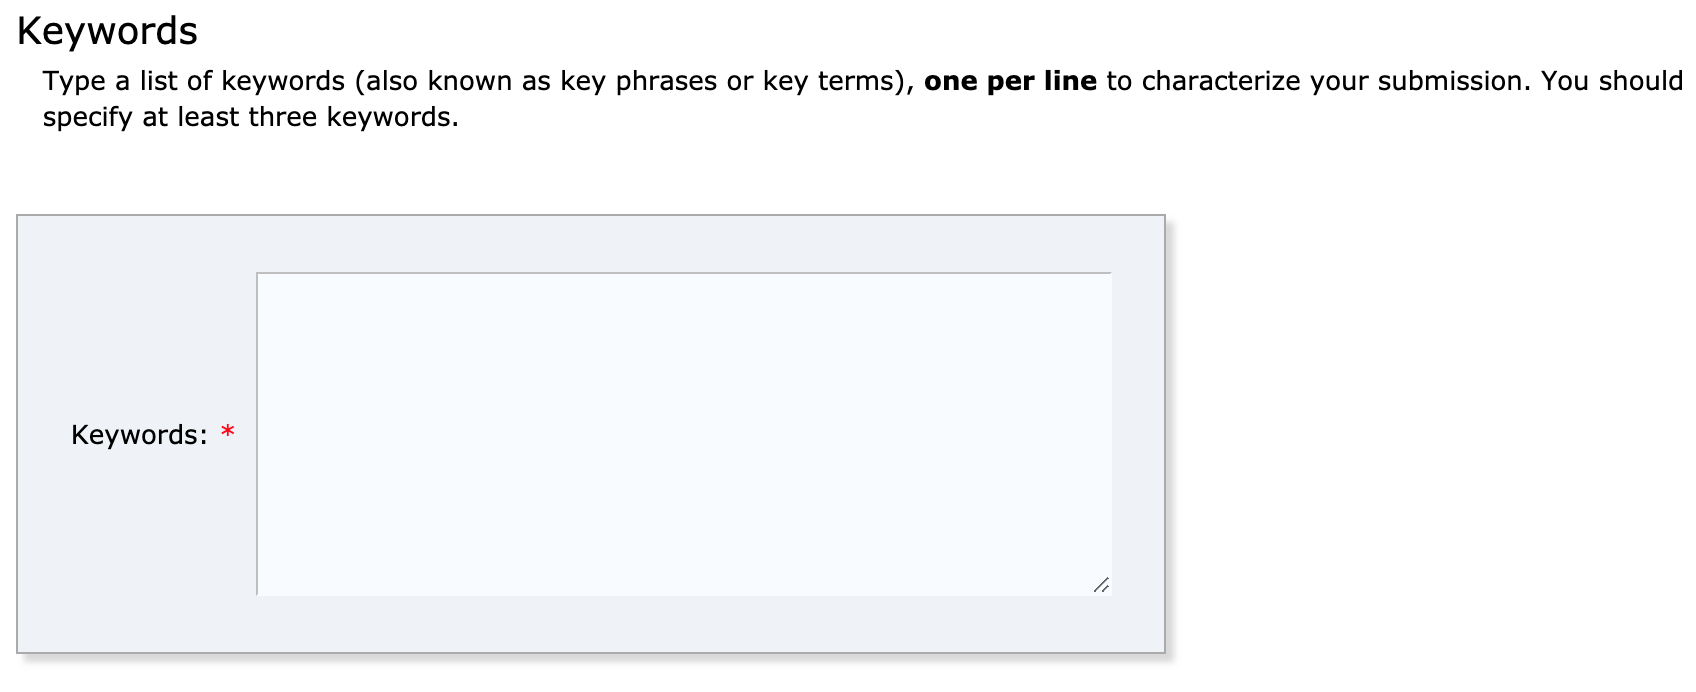 Keywords
Type a list of keywords (also known as key phrases or key terms), one per line to characterize your submission. You should
specify at least three keywords.
Keywords: *